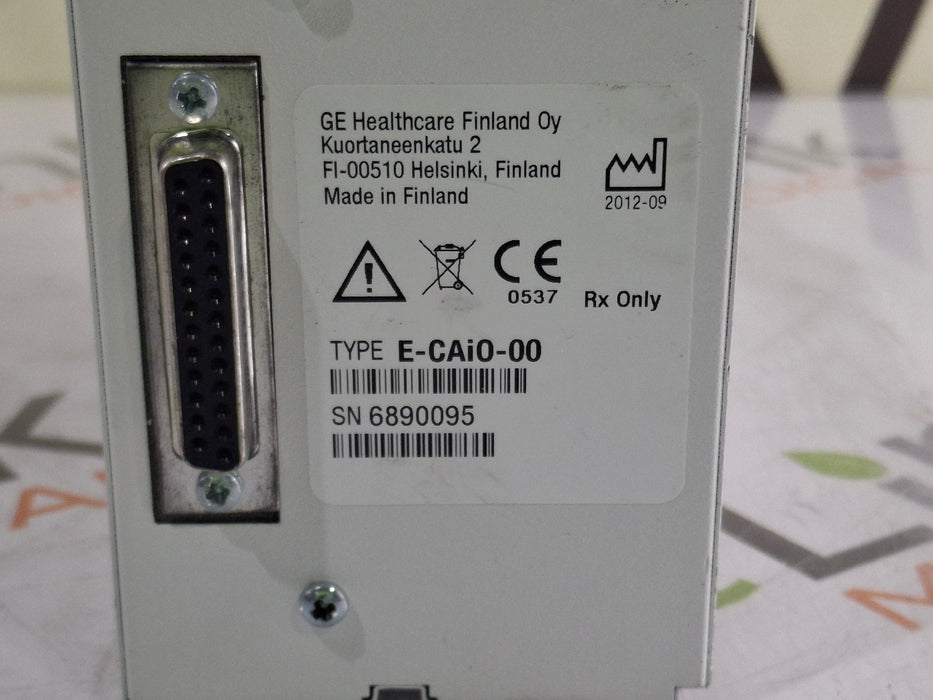 GE Healthcare Finland Oy
Kuortaneenkatu 2
FI-00510 Helsinki, Finland
Made in Finland
2012-09
CE
0537
Rx Only
TYPE E-CAiO-00
SN 6890095